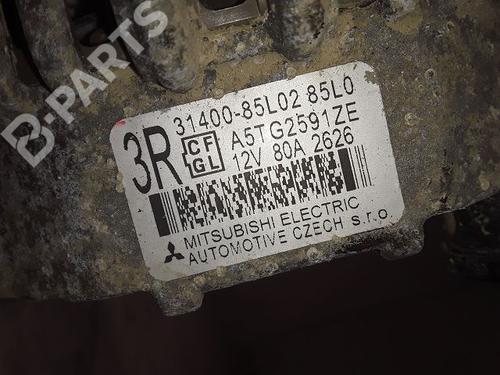 B-PARTS
3R
31400-85L02 85L0
CF
GL
A5TG2591ZE
12V 80A 2626
MITSUBISHI ELECTRIC
AUTOMOTIVE CZECH s.r.o.